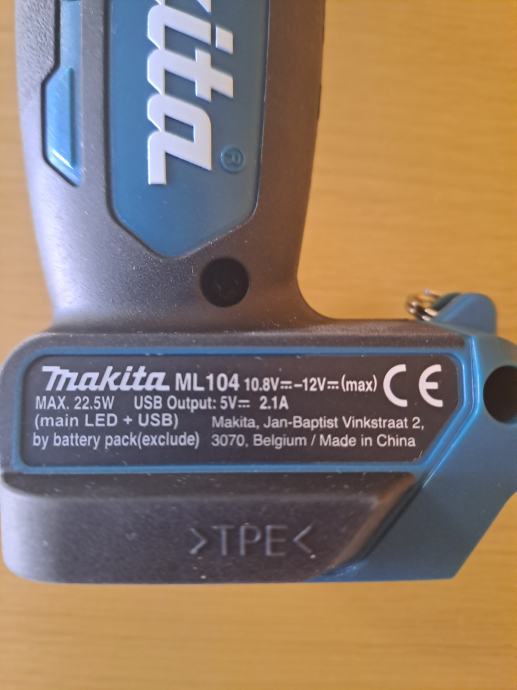 kita®
makita ML104 10.8V⎓–12V⎓(max) CE
MAX. 22.5W USB Output: 5V⎓ 2.1A
(main LED + USB) Makita, Jan-Baptist Vinkstraat 2,
by battery pack(exclude) 3070, Belgium / Made in China
>TPE<